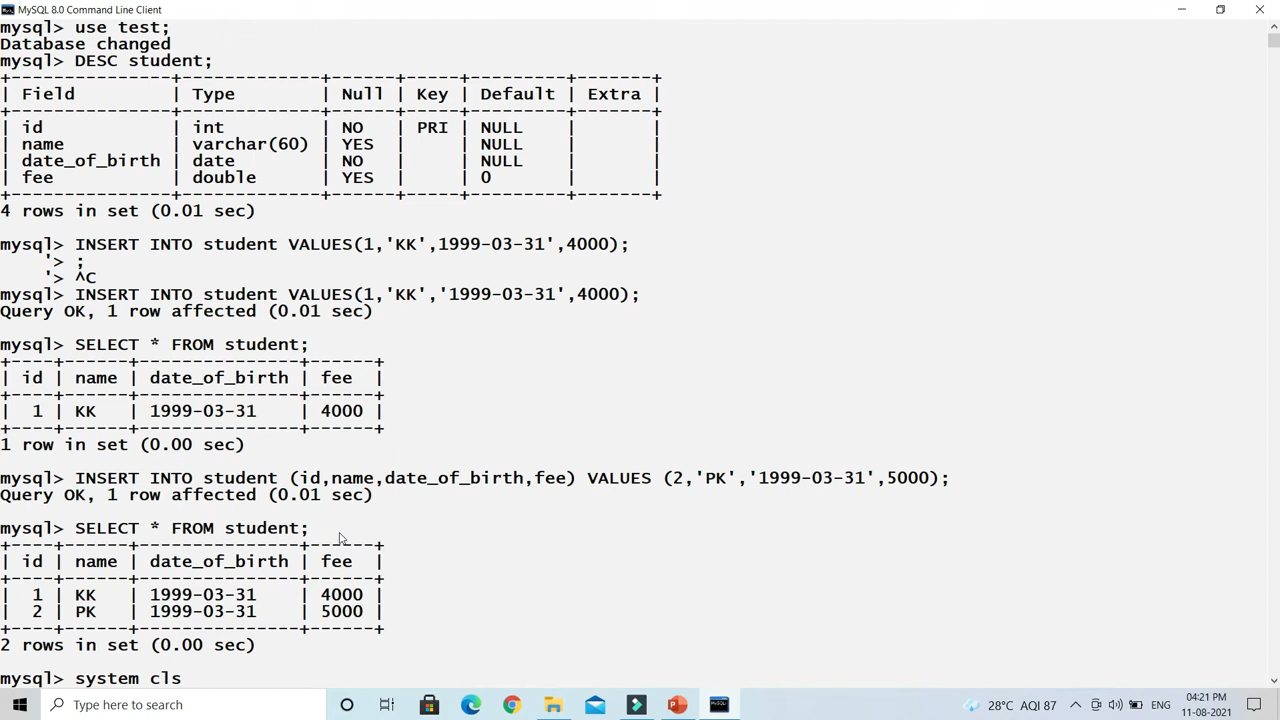 MySQL 8.0 Command Line Client
mysql> use test;
Database changed
mysql> DESC student;
+---------------+-------------+------+-----+---------+-------+
| Field         | Type        | Null | Key | Default | Extra |
+---------------+-------------+------+-----+---------+-------+
| id            | int         | NO   | PRI | NULL    |       |
| name          | varchar(60) | YES  |     | NULL    |       |
| date_of_birth | date        | NO   |     | NULL    |       |
| fee           | double      | YES  |     | 0       |       |
+---------------+-------------+------+-----+---------+-------+
4 rows in set (0.01 sec)
mysql> INSERT INTO student VALUES(1,'KK',1999-03-31',4000);
    '> ;
    '> ^C
mysql> INSERT INTO student VALUES(1,'KK','1999-03-31',4000);
Query OK, 1 row affected (0.01 sec)
mysql> SELECT * FROM student;
+----+------+---------------+------+
| id | name | date_of_birth | fee  |
+----+------+---------------+------+
|  1 | KK   | 1999-03-31    | 4000 |
+----+------+---------------+------+
1 row in set (0.00 sec)
mysql> INSERT INTO student (id,name,date_of_birth,fee) VALUES (2,'PK','1999-03-31',5000);
Query OK, 1 row affected (0.01 sec)
mysql> SELECT * FROM student;
+----+------+---------------+------+
| id | name | date_of_birth | fee  |
+----+------+---------------+------+
|  1 | KK   | 1999-03-31    | 4000 |
|  2 | PK   | 1999-03-31    | 5000 |
+----+------+---------------+------+
2 rows in set (0.00 sec)
mysql> system cls
Type here to search
28°C AQI 87
ENG
04:21 PM
11-08-2021